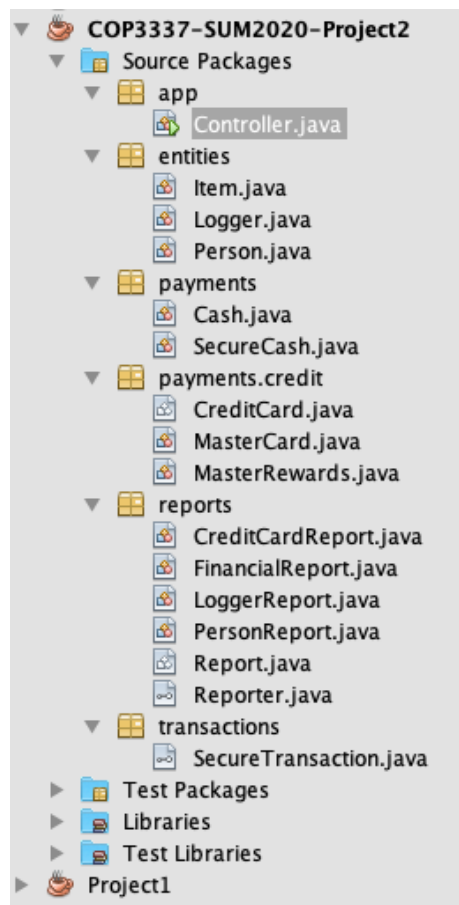 COP3337-SUM2020-Project2
Source Packages
app
Controller.java
entities
Item.java
Logger.java
Person.java
payments
Cash.java
SecureCash.java
payments.credit
CreditCard.java
MasterCard.java
MasterRewards.java
reports
CreditCardReport.java
FinancialReport.java
LoggerReport.java
PersonReport.java
Report.java
Reporter.java
transactions
SecureTransaction.java
Test Packages
Libraries
Test Libraries
Project1